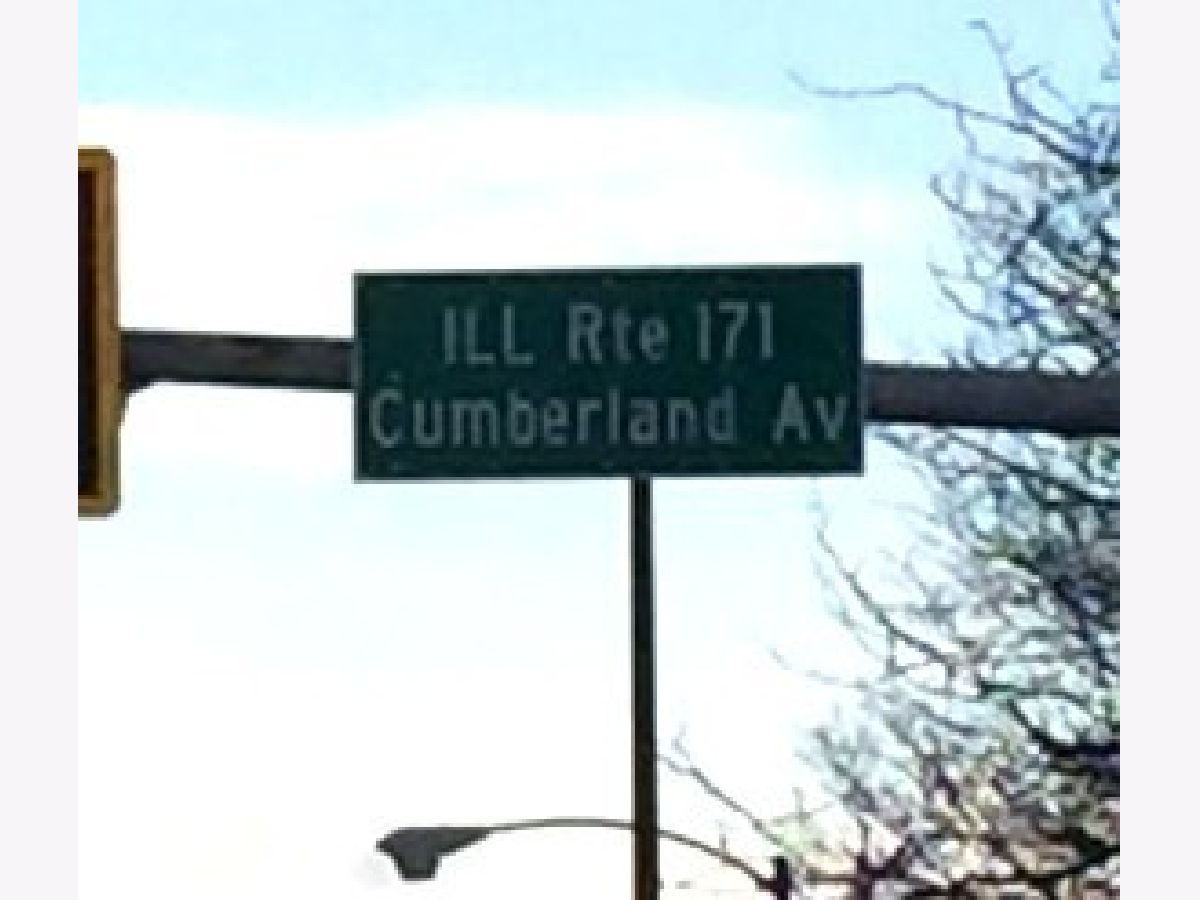 ILL Rte 171
Cumberland Av